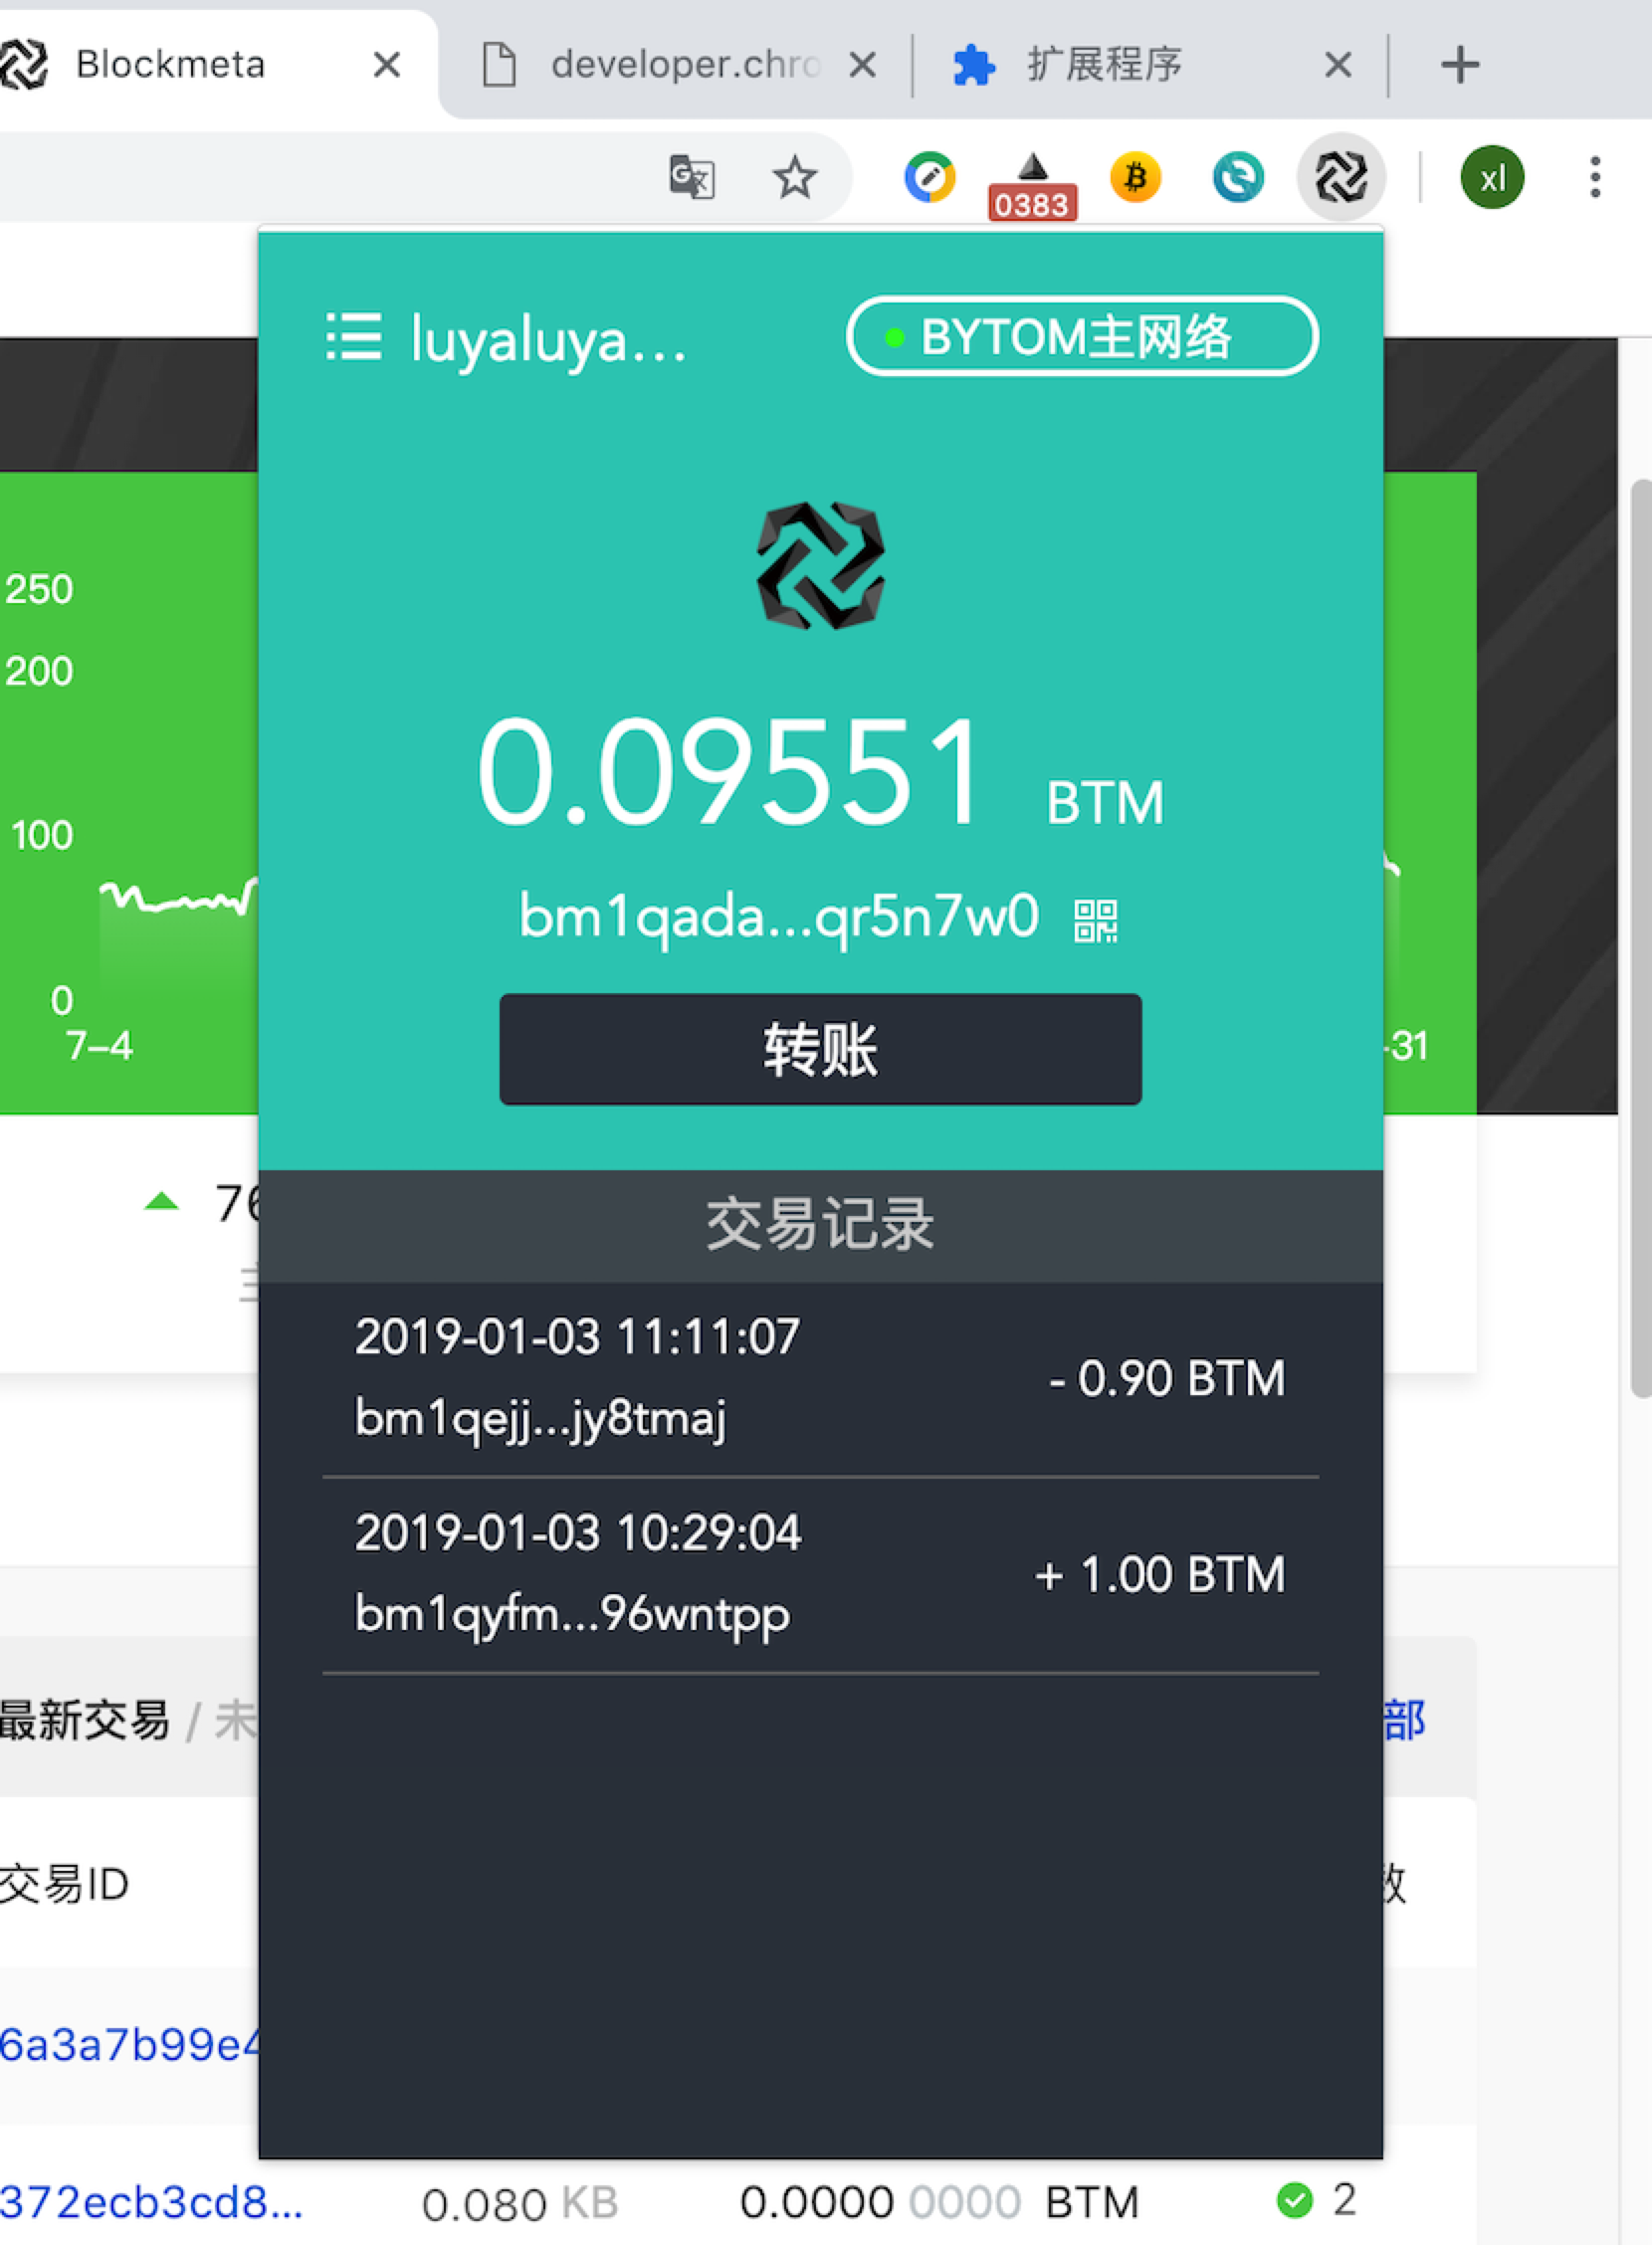 Blockmeta
developer.chro
扩展程序
0383
xl
luyaluya...
BYTOM主网络
250
200
100
0
7-4
-31
0.09551 BTM
bm1qada...qr5n7w0
转账
76
交易记录
2019-01-03 11:11:07
- 0.90 BTM
bm1qejj...jy8tmaj
2019-01-03 10:29:04
+ 1.00 BTM
bm1qyfm...96wntpp
最新交易 / 未
部
交易ID
数
6a3a7b99e4
372ecb3cd8... 0.080 KB 0.0000 0000 BTM 2